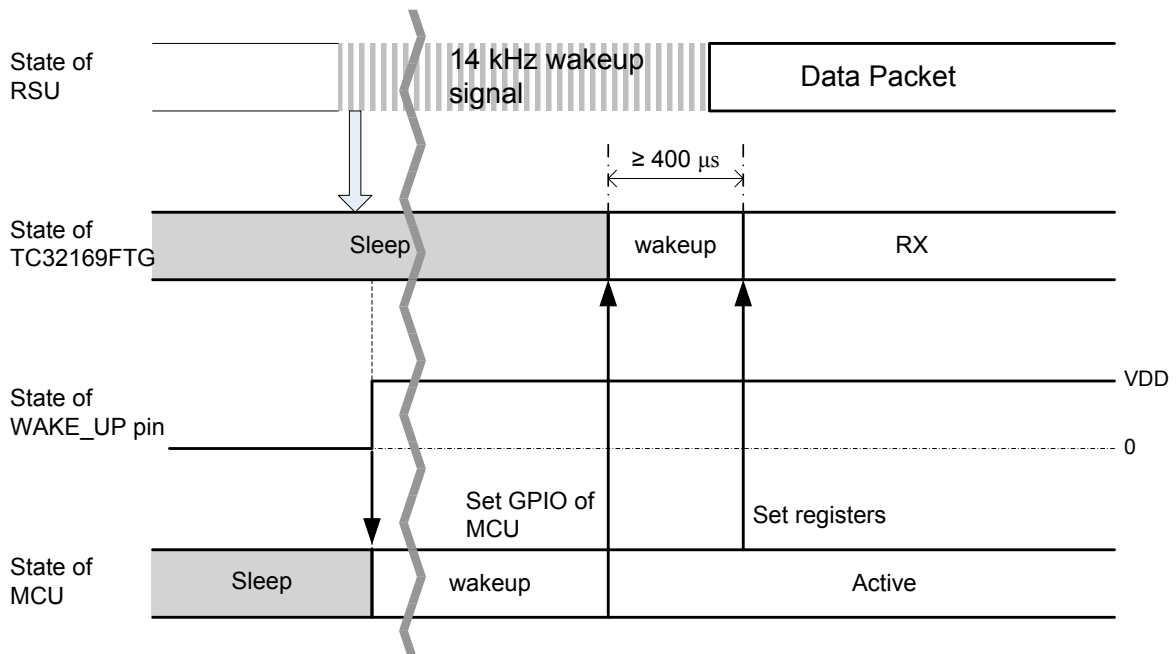 State of
RSU
14 kHz wakeup
signal
Data Packet
≥ 400 μs
State of
TC32169FTG
Sleep
wakeup
RX
State of
WAKE_UP pin
VDD
0
Set GPIO of
MCU
Set registers
State of
MCU
Sleep
wakeup
Active